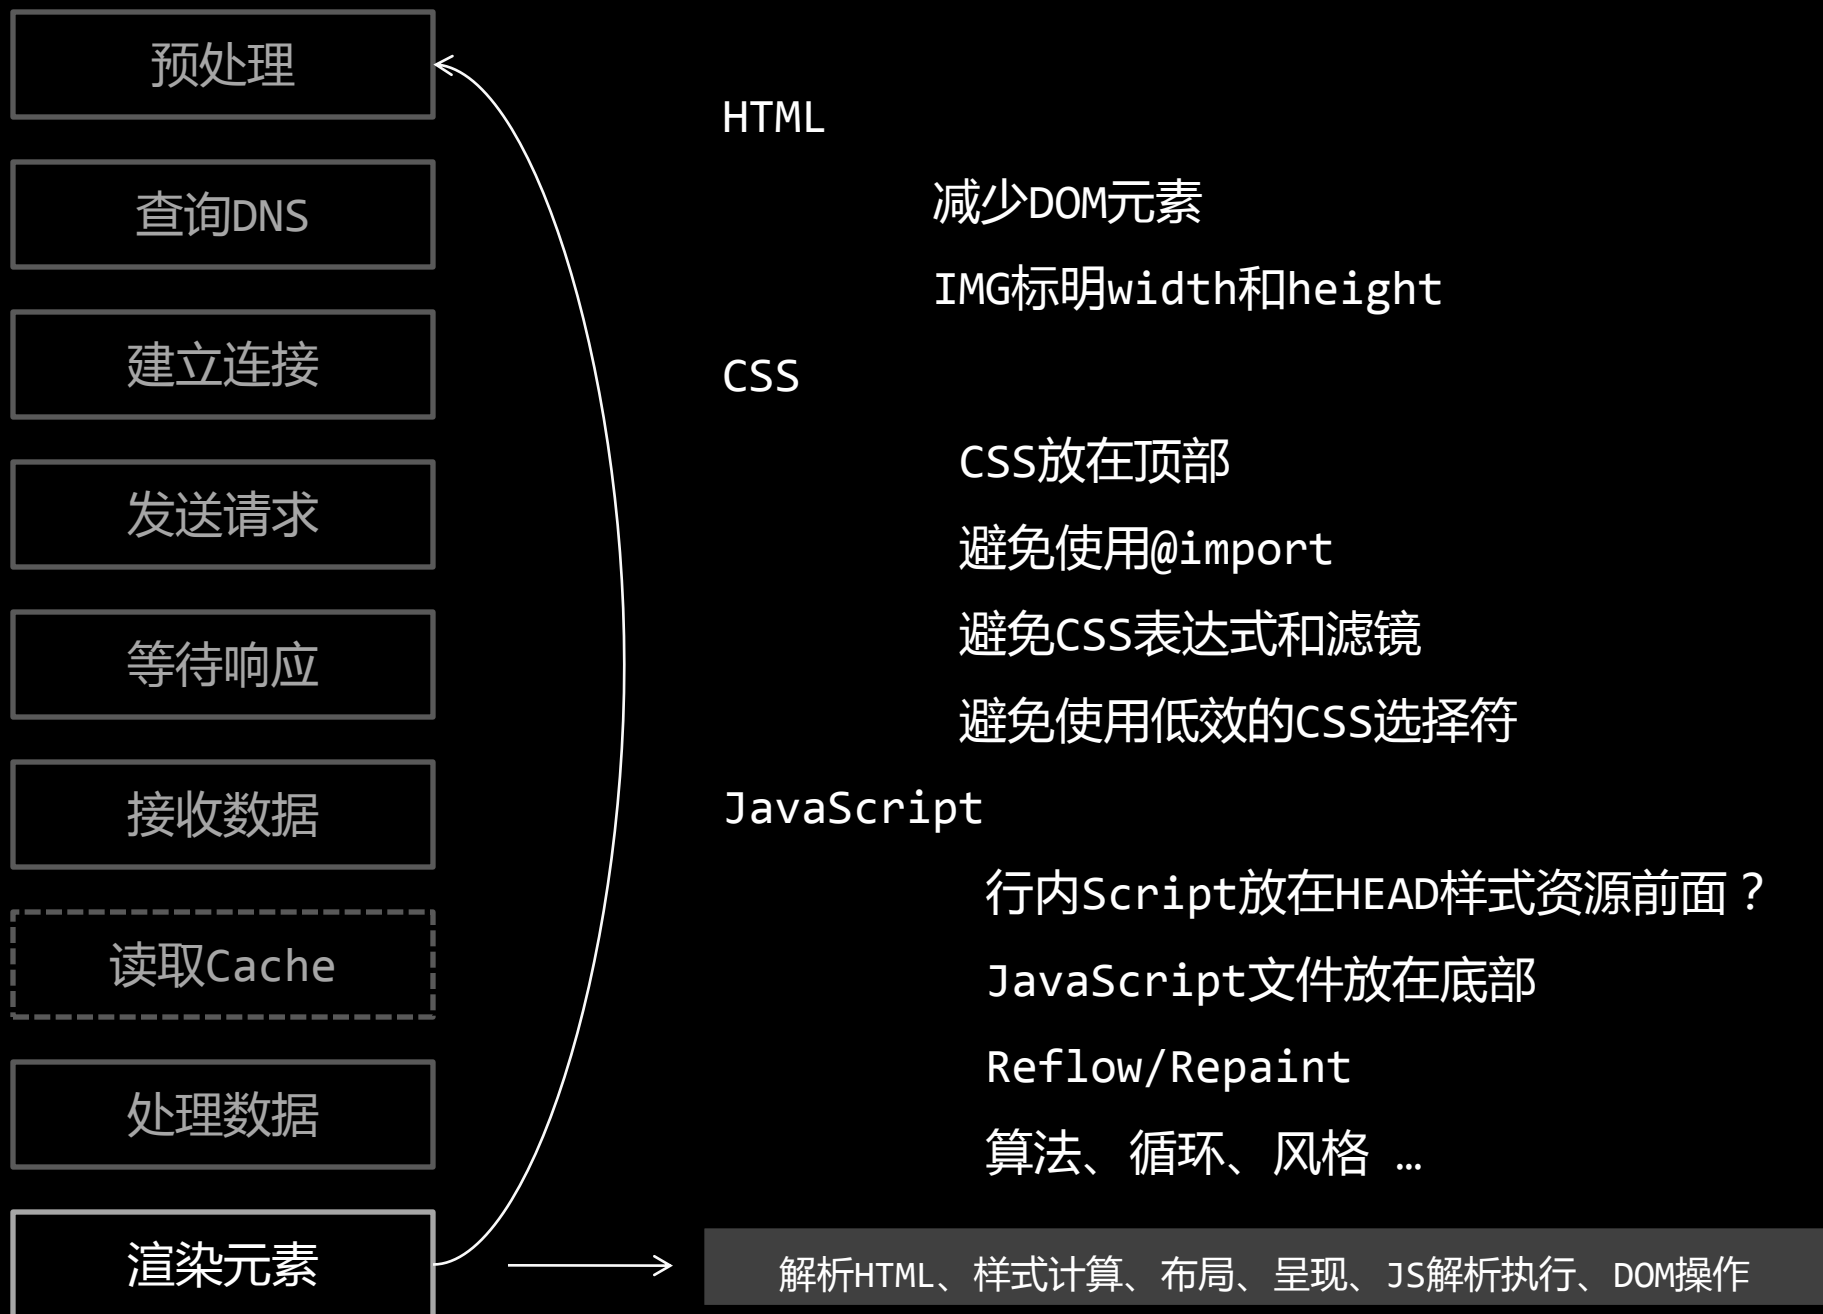 预处理
查询DNS
建立连接
发送请求
等待响应
接收数据
读取Cache
处理数据
渲染元素
HTML
减少DOM元素
IMG标明width和height
CSS
CSS放在顶部
避免使用@import
避免CSS表达式和滤镜
避免使用低效的CSS选择符
JavaScript
行内Script放在HEAD样式资源前面？
JavaScript文件放在底部
Reflow/Repaint
算法、循环、风格 …
解析HTML、样式计算、布局、呈现、JS解析执行、DOM操作